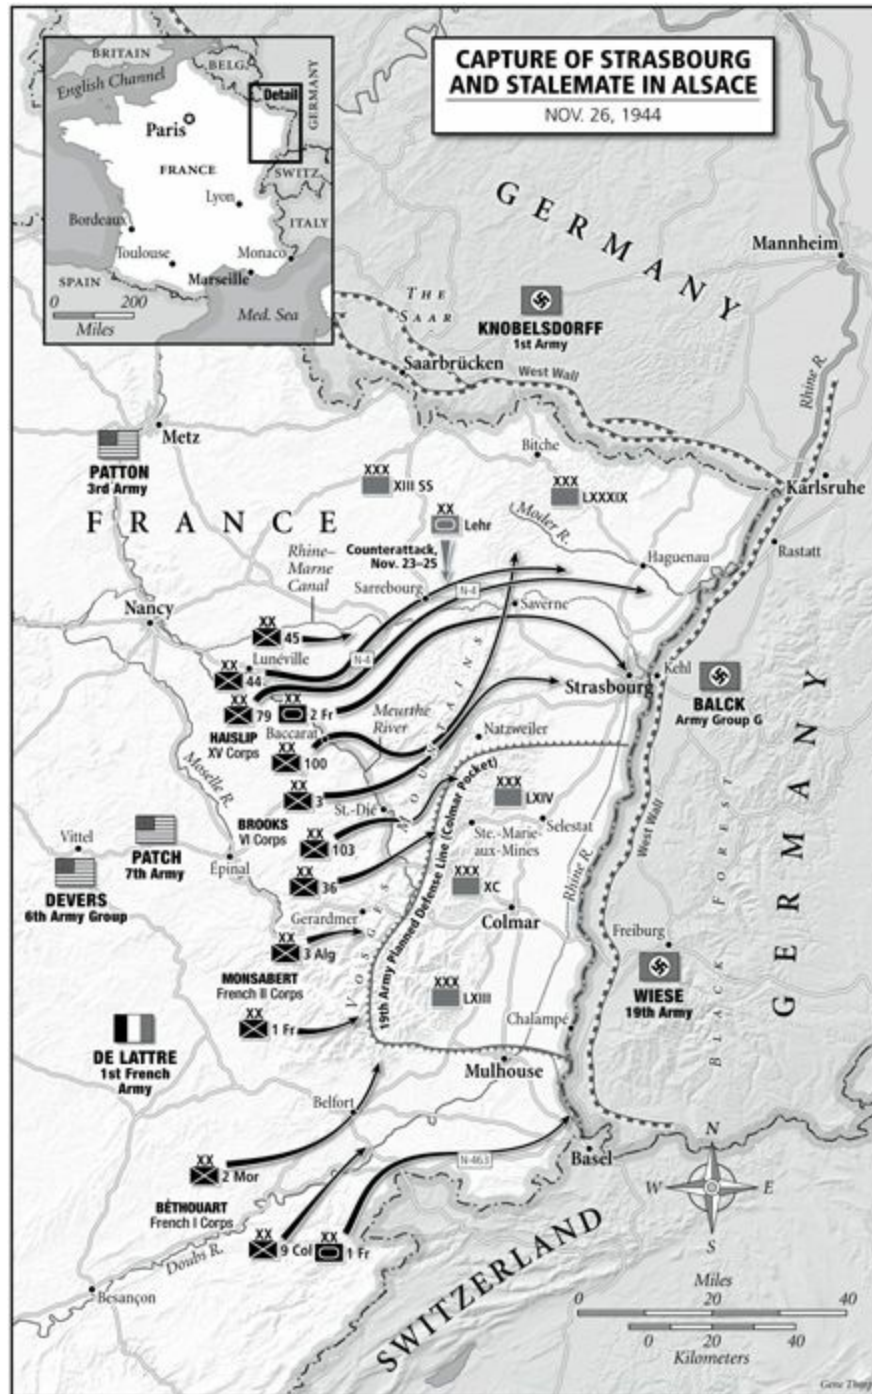 CAPTURE OF STRASBOURG
AND STALEMATE IN ALSACE
NOV. 26, 1944
BRITAIN
English Channel
BELG.
GERMANY
Detail
Paris
FRANCE
SWITZ.
Lyon
ITALY
Bordeaux
Toulouse
Monaco
Marseille
SPAIN
0 200
Miles
Med. Sea
GERMANY
Mannheim
THE
SAAR
KNOBELSDORFF
1st Army
Saarbrücken
West Wall
Rhine R.
Metz
Bitche
PATTON
3rd Army
XXX
XIII SS
XXX
LXXXIX
Karlsruhe
FRANCE
XX
Lehr
Moder R.
Rhine–
Marne
Canal
Counterattack,
Nov. 23–25
Haguenau
Rastatt
Sarrebourg
N-4
Saverne
Nancy
XX
45
Lunéville
N-4
XX
44
XX
79
XX
2 Fr
HAISLIP
XV Corps
Baccarat
Meurthe
River
Strasbourg
Kehl
BALCK
Army Group G
XX
100
Natzweiler
XX
3
Moselle R.
St.-Dié
XXX
LXIV
BROOKS
VI Corps
XX
103
Ste.-Marie-
aux-Mines
Selestat
Vittel
PATCH
7th Army
Épinal
XX
36
XXX
XC
DEVERS
6th Army Group
Colmar
Rhine R.
West Wall
BLACK FOREST
GERMANY
Gerardmer
VOSGES MOUNTAINS
19th Army Planned Defense Line (Colmar Pocket)
XX
3 Alg
Freiburg
MONSABERT
French II Corps
XXX
LXIII
WIESE
19th Army
XX
1 Fr
Chalampé
DE LATTRE
1st French
Army
Mulhouse
Belfort
N-463
Basel
XX
2 Mor
BÉTHOUART
French I Corps
XX
9 Col
XX
1 Fr
Doubs R.
Besançon
SWITZERLAND
N
W E
S
Miles
0 20 40
0 20 40
Kilometers
Gene Thorp